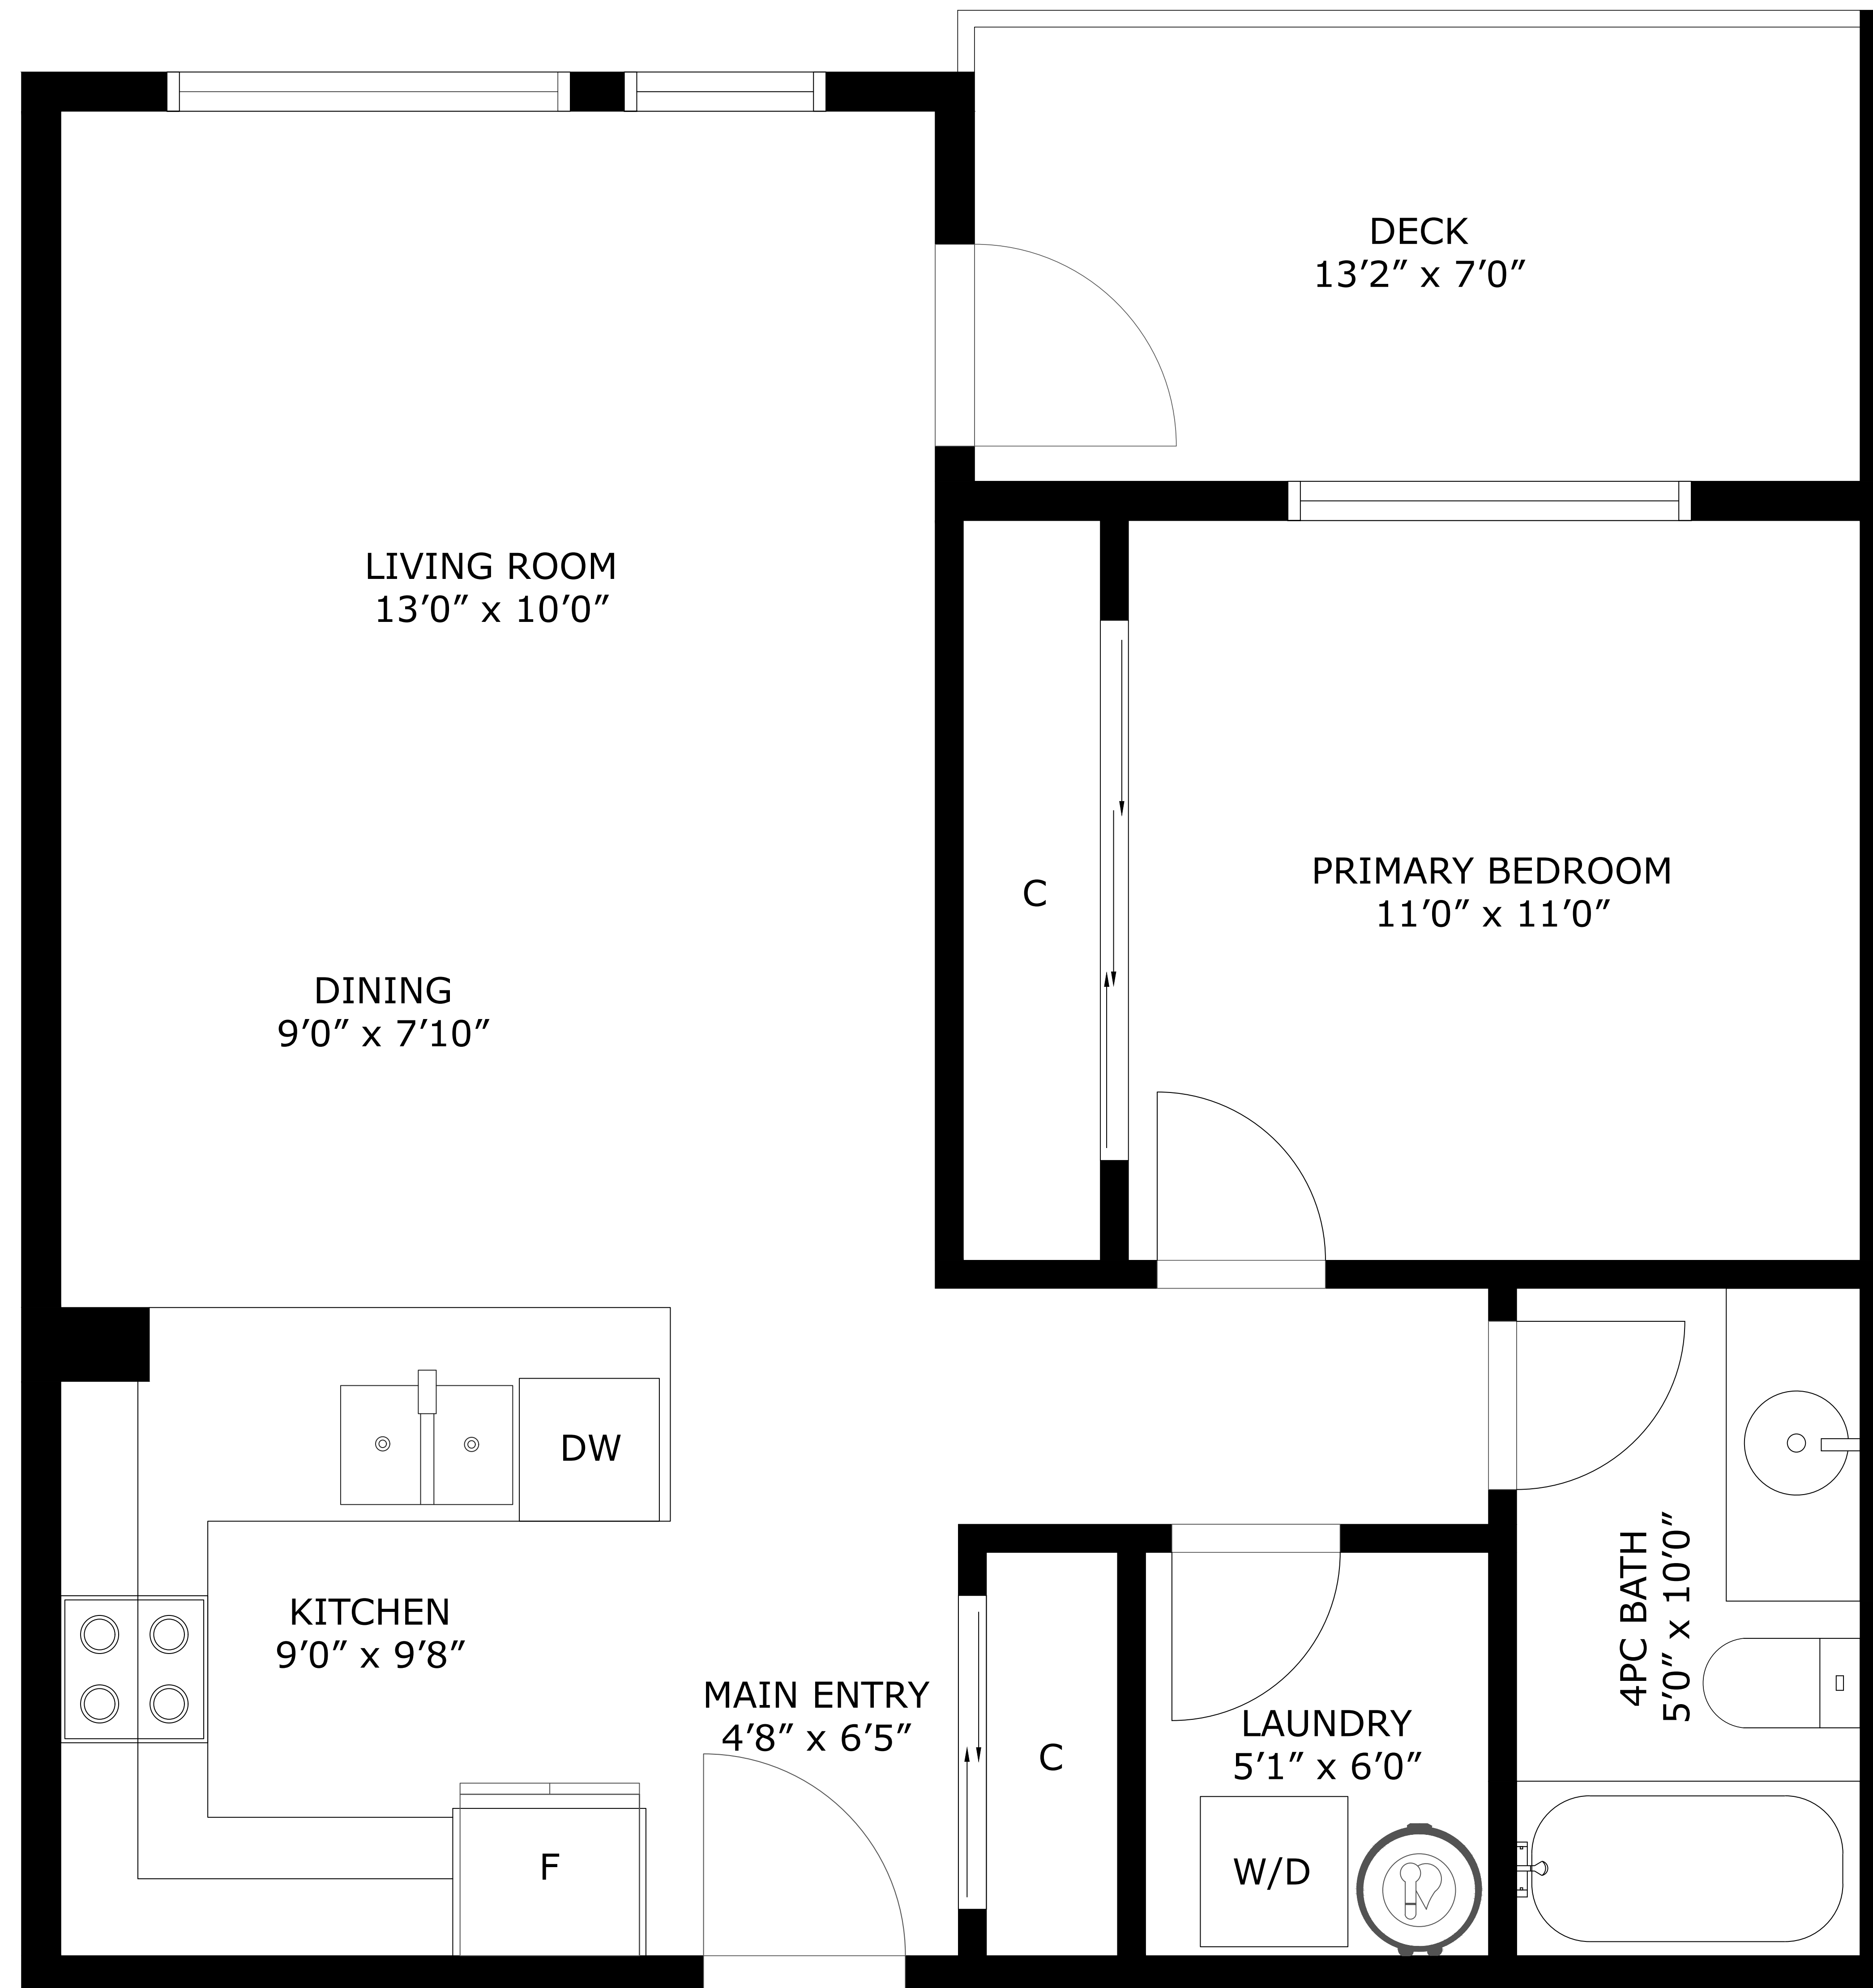 DECK
13′2″ x 7′0″
LIVING ROOM
13′0″ x 10′0″
C
PRIMARY BEDROOM
11′0″ x 11′0″
DINING
9′0″ x 7′10″
DW
KITCHEN
9′0″ x 9′8″
MAIN ENTRY
4′8″ x 6′5″
C
LAUNDRY
5′1″ x 6′0″
4PC BATH
5′0″ x 10′0″
F
W/D